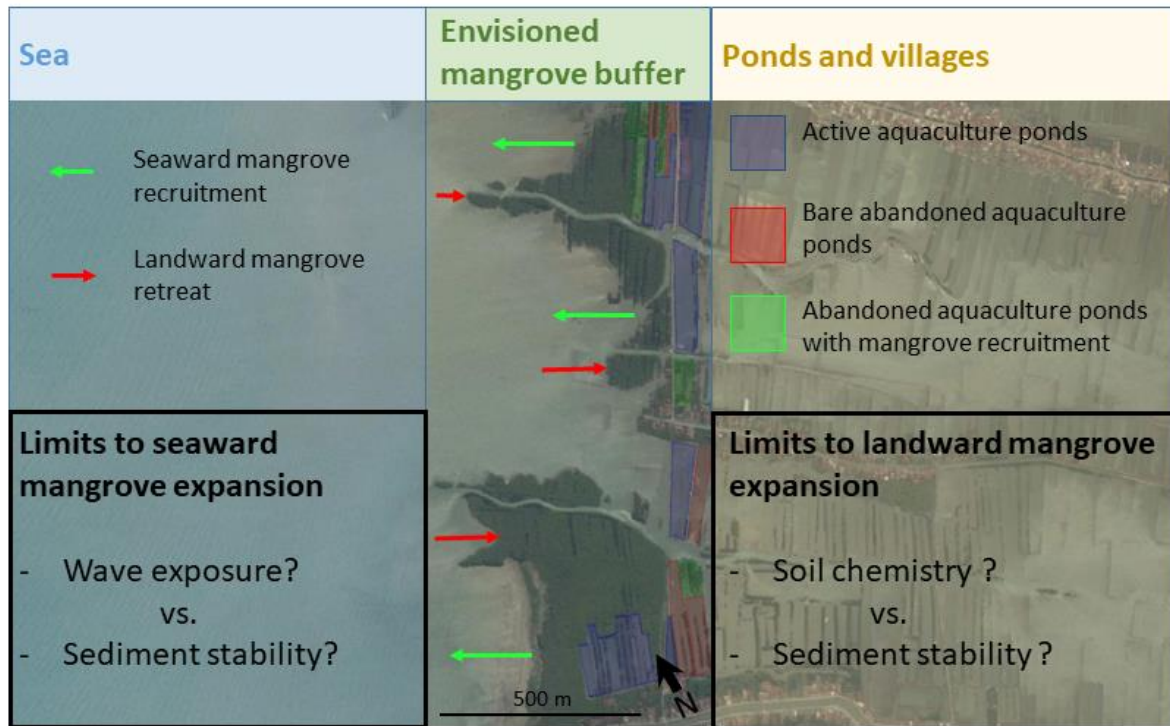 Sea
Envisioned
mangrove buffer
Ponds and villages
Seaward mangrove
recruitment
Landward mangrove
retreat
Active aquaculture ponds
Bare abandoned aquaculture
ponds
Abandoned aquaculture ponds
with mangrove recruitment
Limits to seaward
mangrove expansion
- Wave exposure?
vs.
- Sediment stability?
500 m
N
Limits to landward mangrove
expansion
- Soil chemistry ?
vs.
- Sediment stability ?